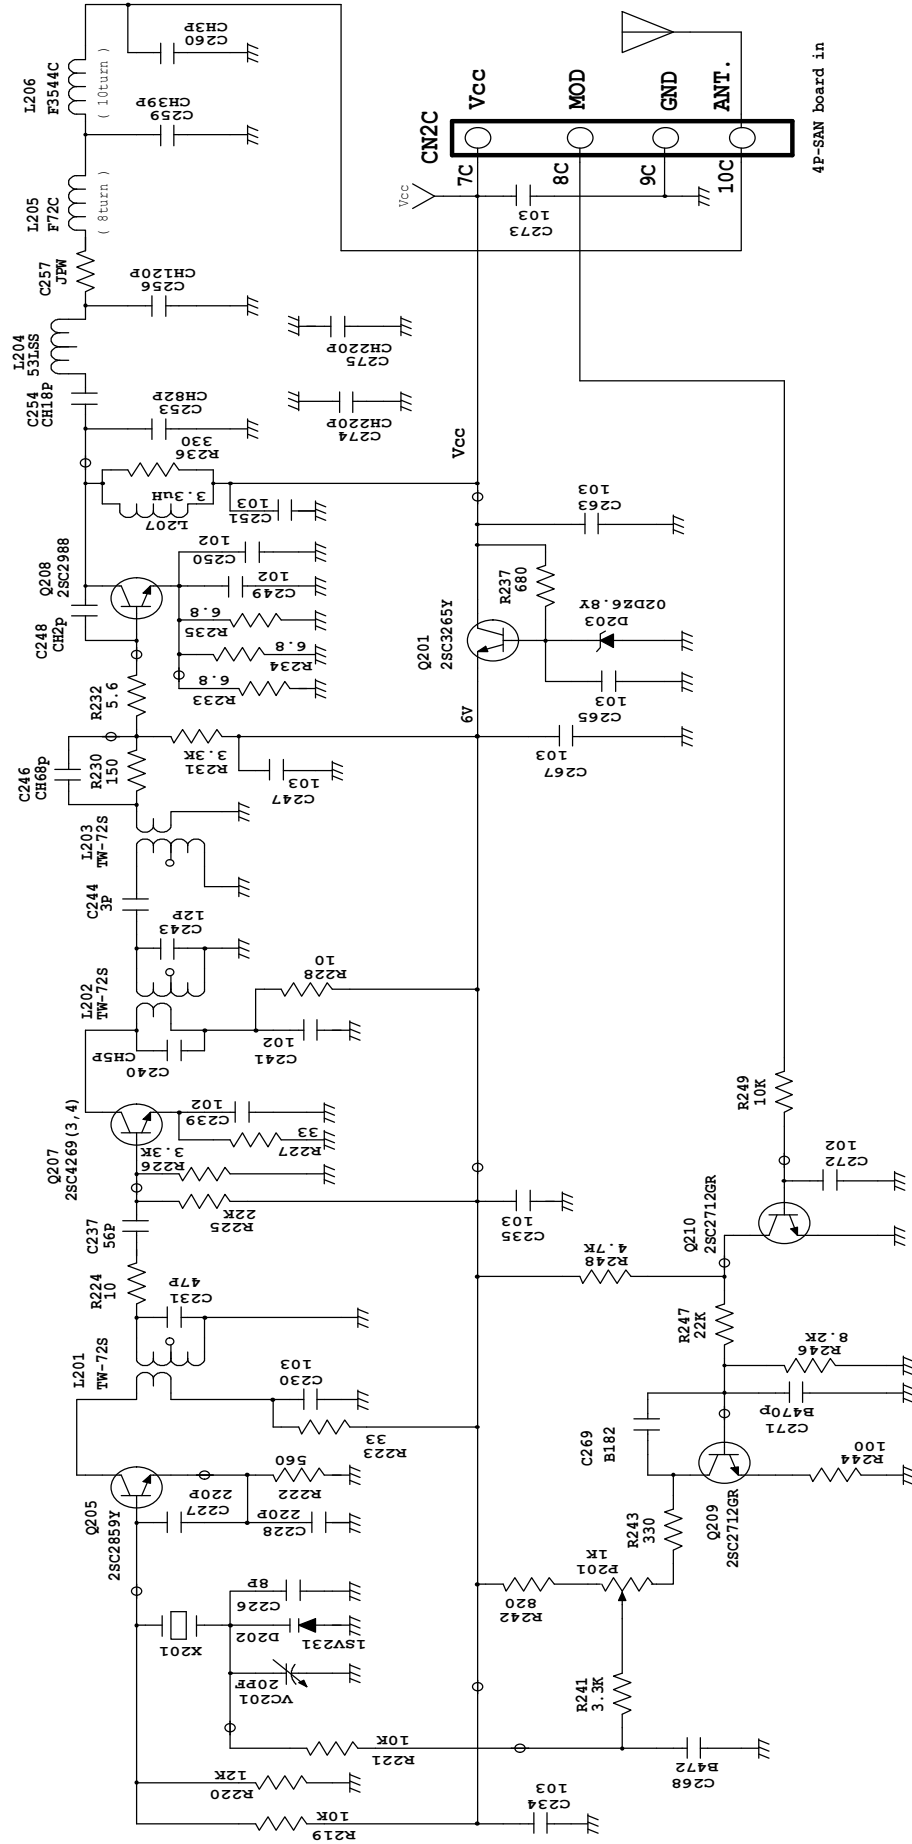 L206
F3544C
( 10turn )
C260
CH3P
C259
CH39P
L205
F72C
( 8turn )
C257
JPW
C256
CH120P
L204
53LSS
C254
CH18P
C253
CH82P
C275
CH220P
C274
CH220P
R236
330
3.3uH
L207
C251
103
Q208
2SC2988
C250
102
C249
102
C248
CH2p
R235
6.8
R234
6.8
R233
6.8
R232
5.6
C246
CH68p
R230
150
R231
3.3K
C247
103
L203
TW-72S
C244
3P
C243
12P
L202
TW-72S
R228
10
C241
102
C240
CH5P
Q207
2SC4269(3,4)
C239
102
R227
33
R226
3.3K
R225
22K
C237
56P
R224
10
C231
47P
L201
TW-72S
C230
103
R223
33
Q205
2SC2859Y
R222
560
C227
220P
C228
220P
C226
8P
D202
1SV231
X201
VC201
20PF
R221
10K
R220
12K
R219
10K
C234
103
CN2C
Vcc
MOD
GND
ANT.
7C
8C
9C
10C
4P-SAN board in
Vcc
C273
103
Vcc
C263
103
R237
680
Q201
2SC3265Y
D203
02DZ6.8Y
C265
103
6V
C267
103
C235
103
R249
10K
C272
102
Q210
2SC2712GR
R248
4.7K
R247
22K
R246
8.2K
C271
B470p
C269
B182
R244
100
Q209
2SC2712GR
R243
330
P201
1K
R242
820
R241
3.3K
C268
B472